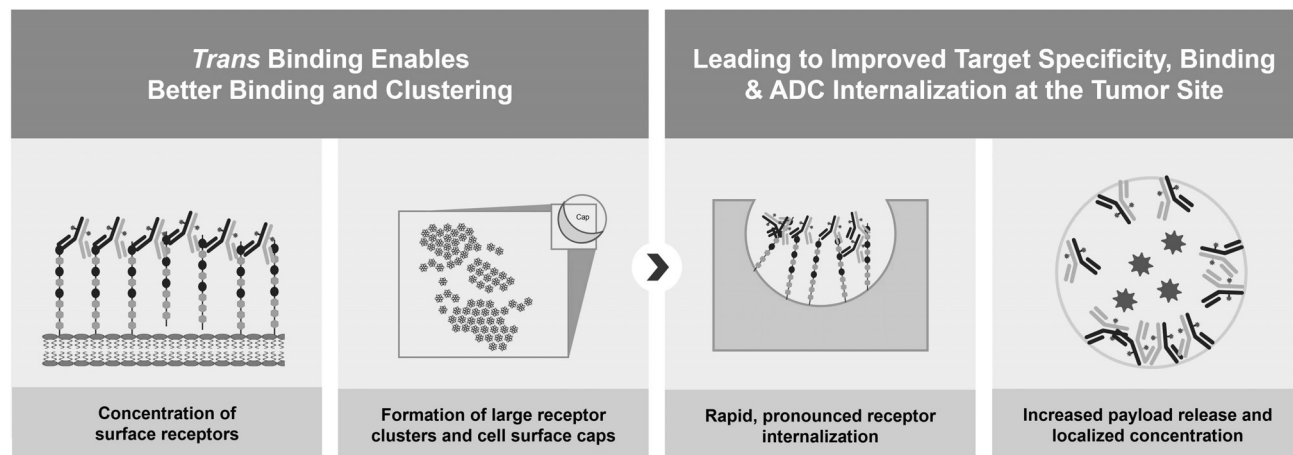 Trans Binding Enables
Better Binding and Clustering
Leading to Improved Target Specificity, Binding
& ADC Internalization at the Tumor Site
Cap
Concentration of
surface receptors
Formation of large receptor
clusters and cell surface caps
Rapid, pronounced receptor
internalization
Increased payload release and
localized concentration